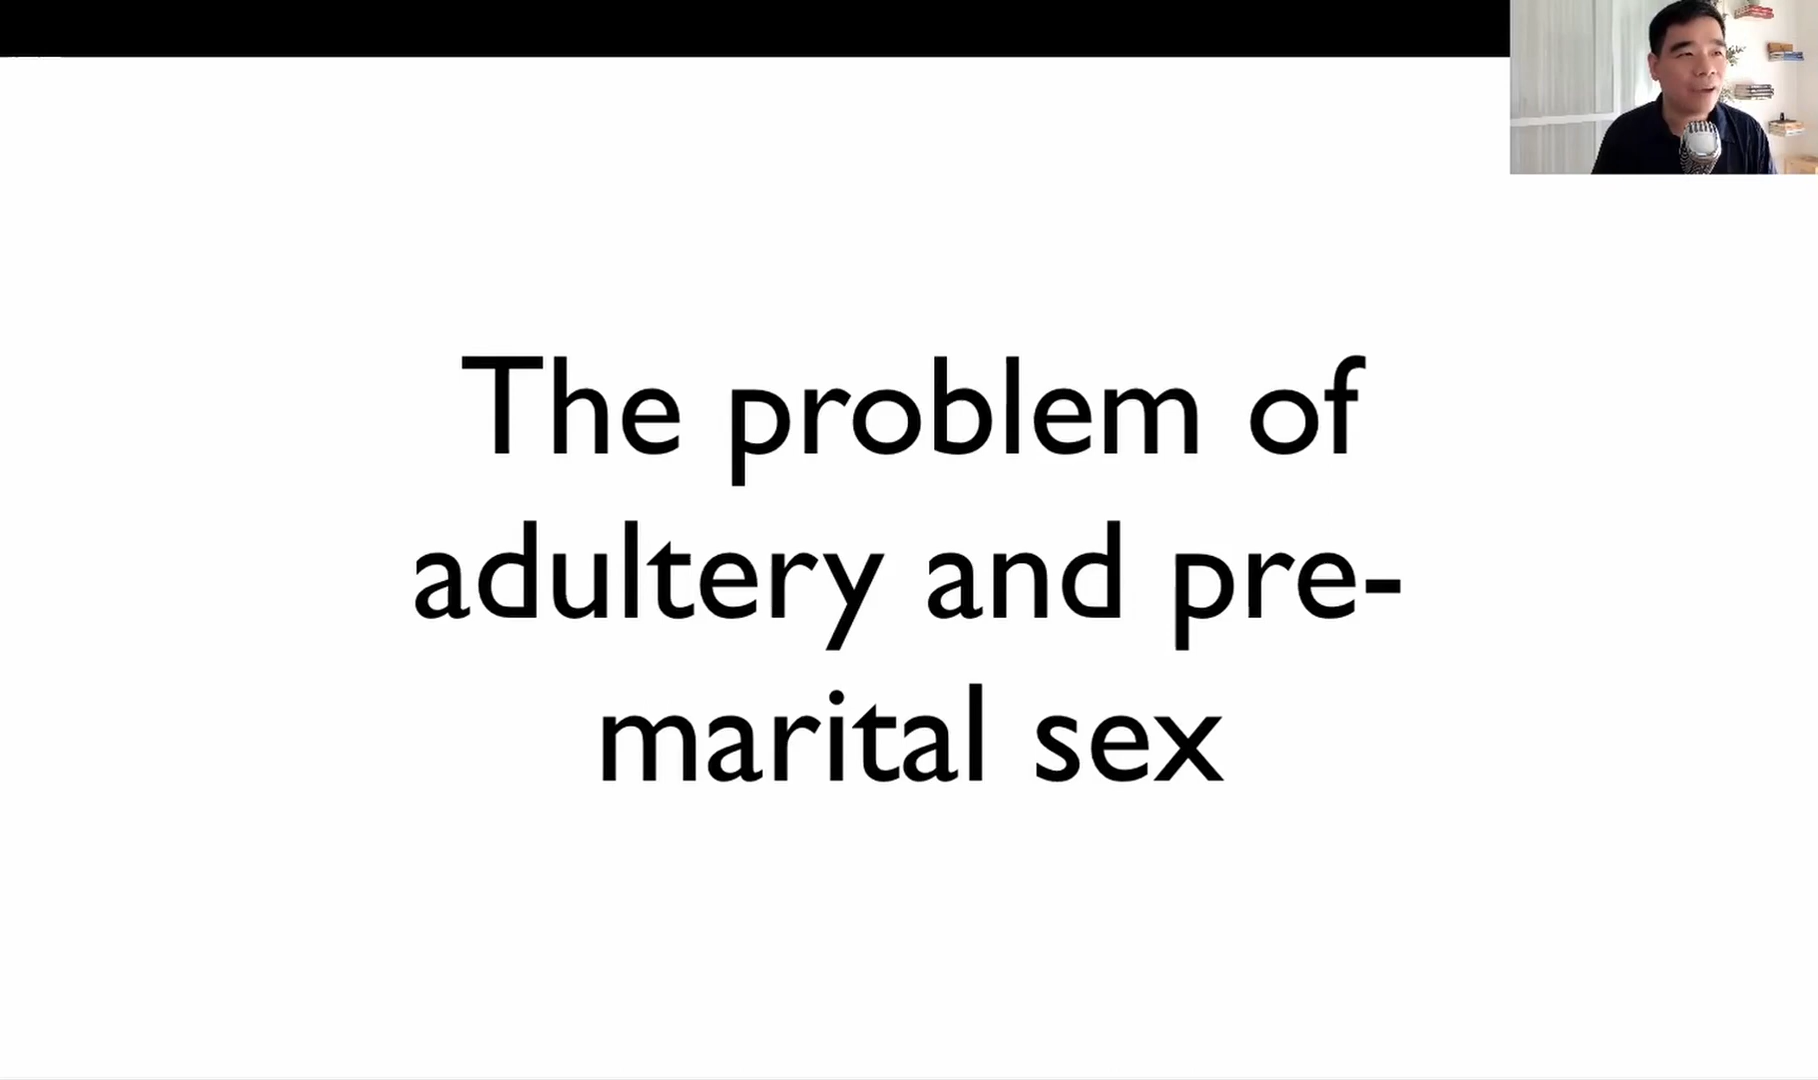 The problem of
adultery and pre-
marital sex